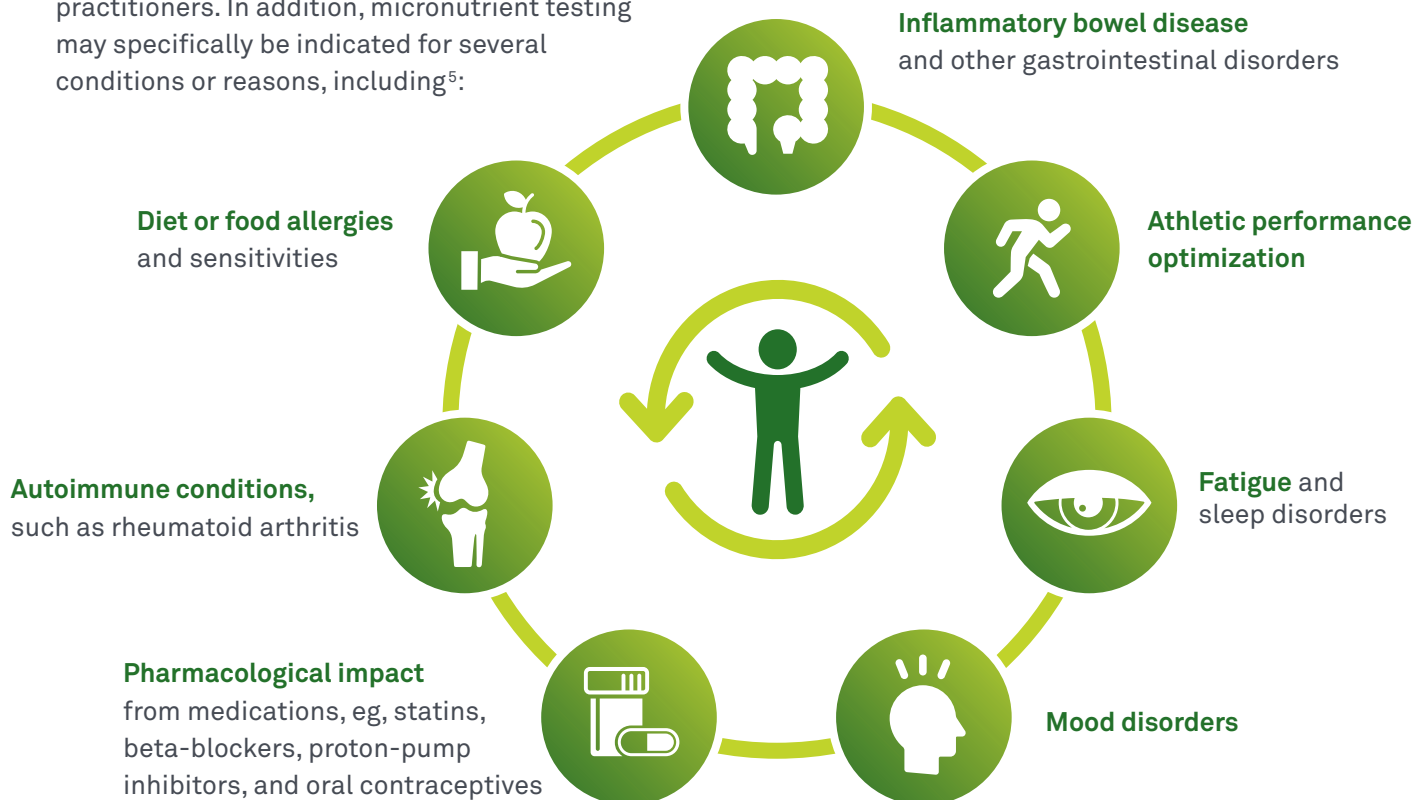 practitioners. In addition, micronutrient testing
may specifically be indicated for several
conditions or reasons, including⁵:
Inflammatory bowel disease
and other gastrointestinal disorders
Athletic performance
optimization
Fatigue and
sleep disorders
Mood disorders
Pharmacological impact
from medications, eg, statins,
beta-blockers, proton-pump
inhibitors, and oral contraceptives
Autoimmune conditions,
such as rheumatoid arthritis
Diet or food allergies
and sensitivities